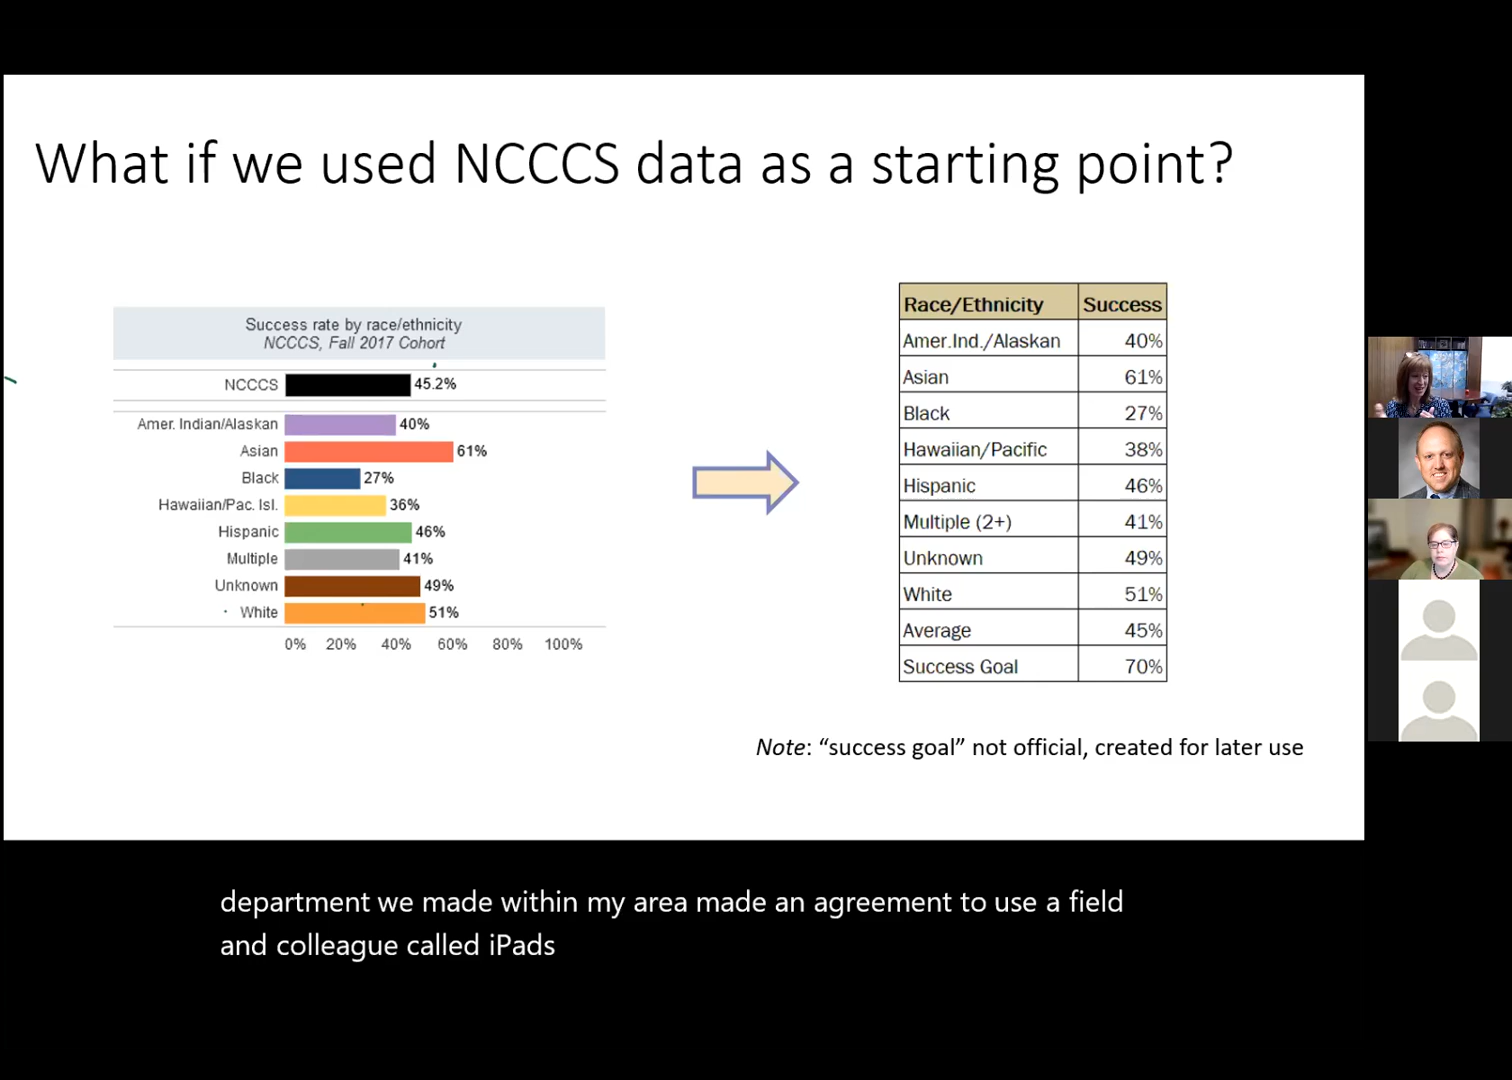 What if we used NCCCS data as a starting point?
Success rate by race/ethnicity
NCCCS, Fall 2017 Cohort
NCCCS 45.2%
Amer. Indian/Alaskan 40%
Asian 61%
Black 27%
Hawaiian/Pac. Isl. 36%
Hispanic 46%
Multiple 41%
Unknown 49%
White 51%
0% 20% 40% 60% 80% 100%
Race/Ethnicity Success
Amer.Ind./Alaskan 40%
Asian 61%
Black 27%
Hawaiian/Pacific 38%
Hispanic 46%
Multiple (2+) 41%
Unknown 49%
White 51%
Average 45%
Success Goal 70%
Note: “success goal” not official, created for later use
department we made within my area made an agreement to use a field
and colleague called iPads